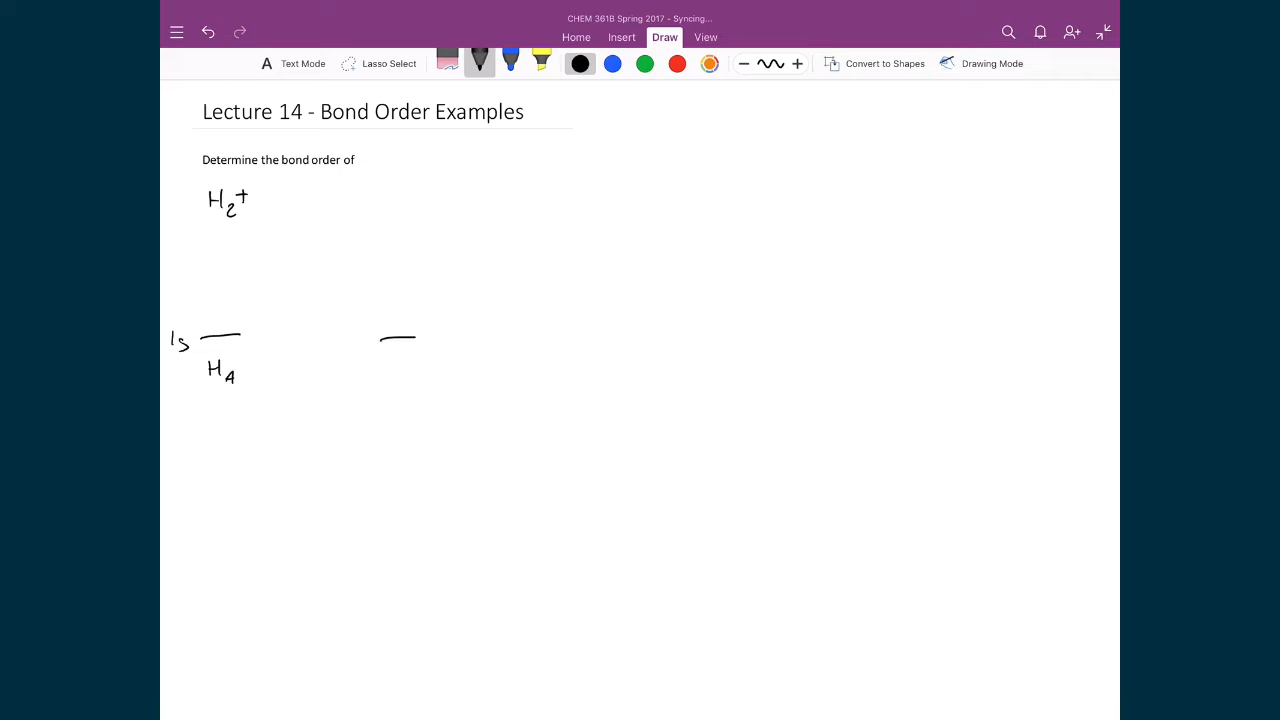 CHEM 361B Spring 2017 - Syncing...
Home Insert Draw View
A Text Mode Lasso Select Convert to Shapes Drawing Mode
Lecture 14 - Bond Order Examples
Determine the bond order of
H₂⁺
1s
H_A